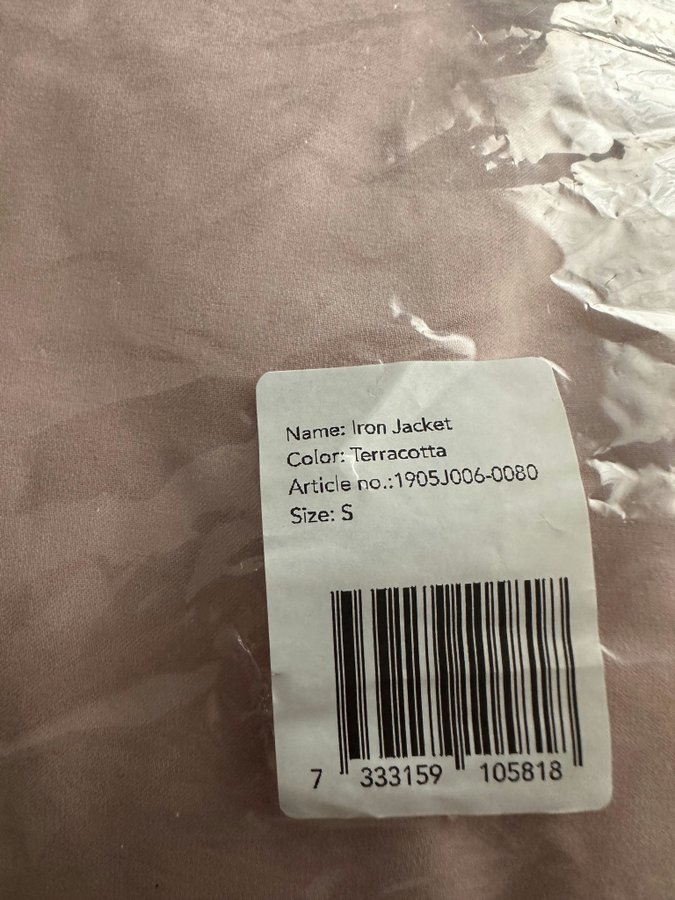 Name: Iron Jacket
Color: Terracotta
Article no.:1905J006-0080
Size: S
7 333159 105818